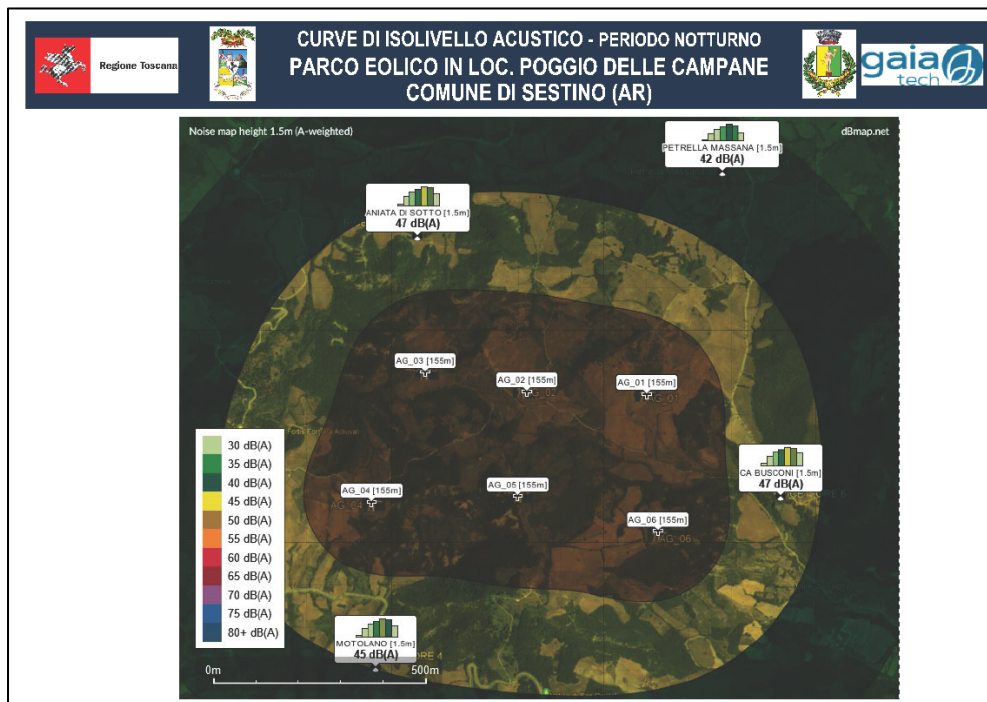 Regione Toscana
CURVE DI ISOLIVELLO ACUSTICO - PERIODO NOTTURNO
PARCO EOLICO IN LOC. POGGIO DELLE CAMPANE
COMUNE DI SESTINO (AR)
gaia
tech
Noise map height 1.5m (A-weighted)
dBmap.net
PETRELLA MASSANA [1.5m]
42 dB(A)
ANIATA DI SOTTO [1.5m]
47 dB(A)
AG_03 [155m]
AG_02 [155m]
AG_02
AG_01 [155m]
AG_01
30 dB(A)
35 dB(A)
40 dB(A)
45 dB(A)
50 dB(A)
55 dB(A)
60 dB(A)
65 dB(A)
70 dB(A)
75 dB(A)
80+ dB(A)
CA BUSCONI [1.5m]
47 dB(A)
AG_04 [155m]
AG_04
AG_05 [155m]
AG_06 [155m]
AG_06
MOTOLANO [1.5m]
45 dB(A)
0m
500m